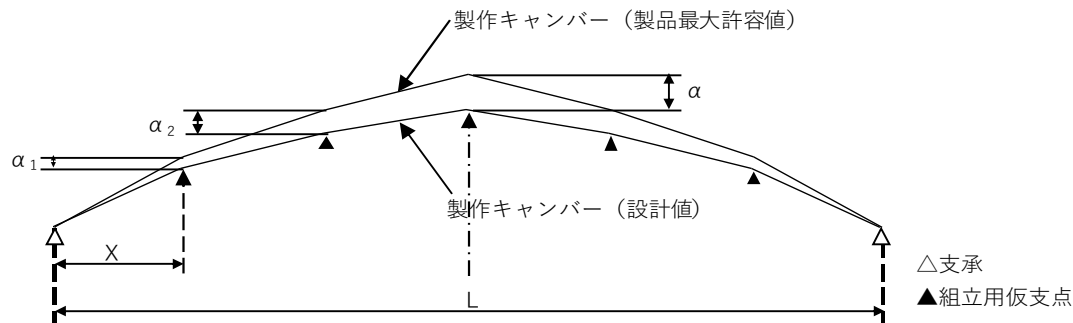 製作キャンバー（製品最大許容値）
α
α₂
α₁
製作キャンバー（設計値）
X
△支承
▲組立用仮支点
L